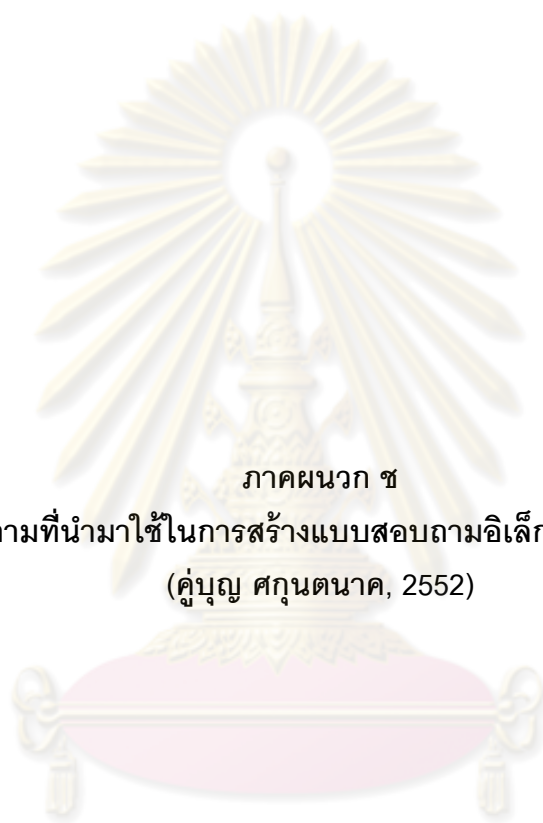 ภาคผนวก ช
ามที่นำมาใช้ในการสร้างแบบสอบถามอิเล็ก
(คู่บุญ ศกุนตนาค, 2552)